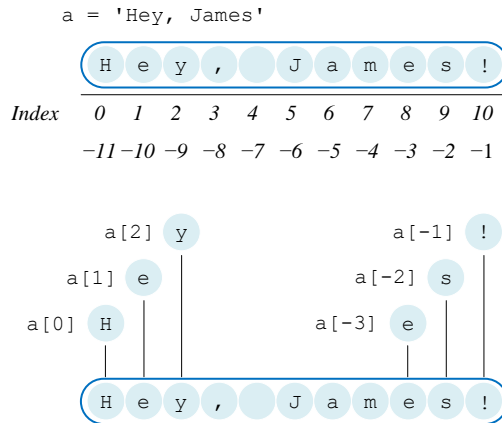 a = 'Hey, James'
H e y ,   J a m e s !
Index 0 1 2 3 4 5 6 7 8 9 10
−11 −10 −9 −8 −7 −6 −5 −4 −3 −2 −1
a[2] y a[-1] !
a[1] e a[-2] s
a[0] H a[-3] e
H e y ,   J a m e s !